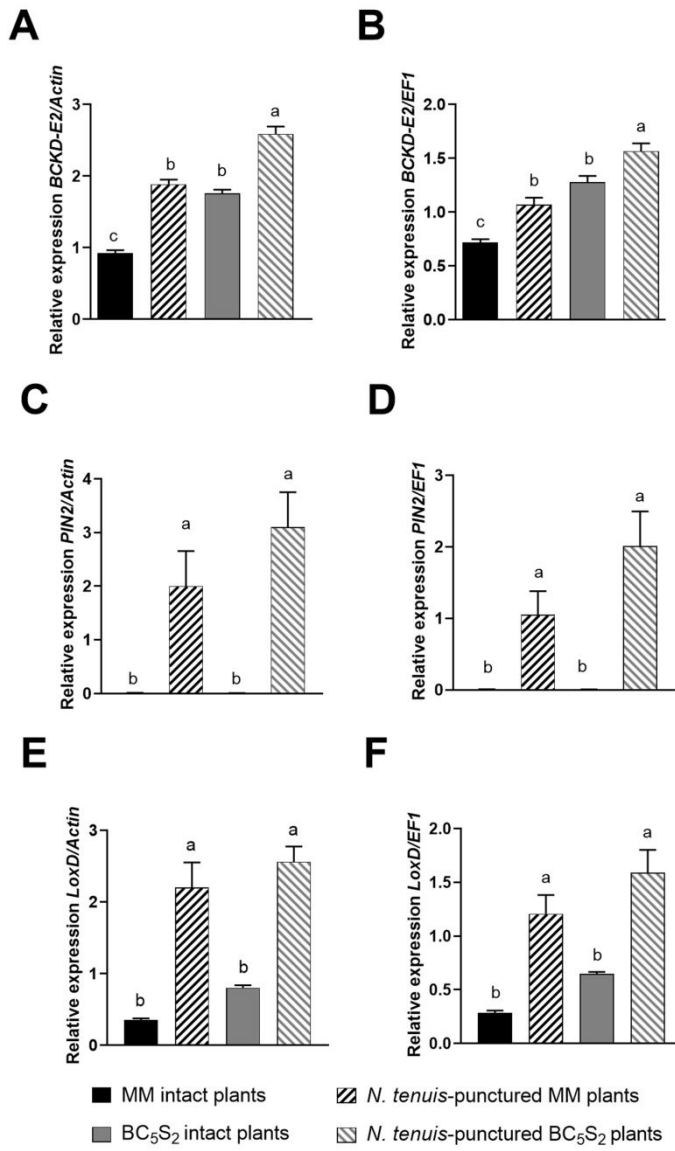 A
Relative expression BCKD-E2/Actin
3
2
1
0
c
b
b
a
B
Relative expression BCKD-E2/EF1
2.0
1.5
1.0
0.5
0.0
c
b
b
a
C
Relative expression PIN2/Actin
4
3
2
1
0
b
a
b
a
D
Relative expression PIN2/EF1
3
2
1
0
b
a
b
a
E
Relative expression LoxD/Actin
3
2
1
0
b
a
b
a
F
Relative expression LoxD/EF1
2.0
1.5
1.0
0.5
0.0
b
a
b
a
MM intact plants
N. tenuis-punctured MM plants
BC₅S₂ intact plants
N. tenuis-punctured BC₅S₂ plants